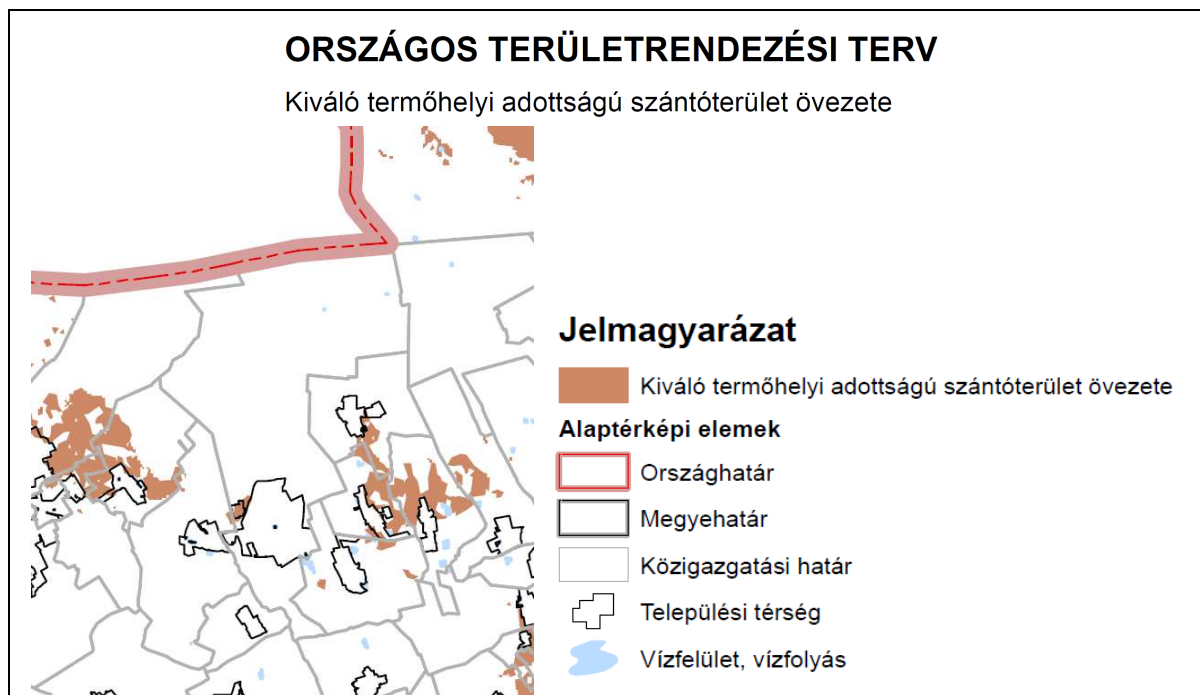 ORSZÁGOS TERÜLETRENDEZÉSI TERV
Kiváló termőhelyi adottságú szántóterület övezete
Jelmagyarázat
Kiváló termőhelyi adottságú szántóterület övezete
Alaptérképi elemek
Országhatár
Megyehatár
Közigazgatási határ
Települési térség
Vízfelület, vízfolyás